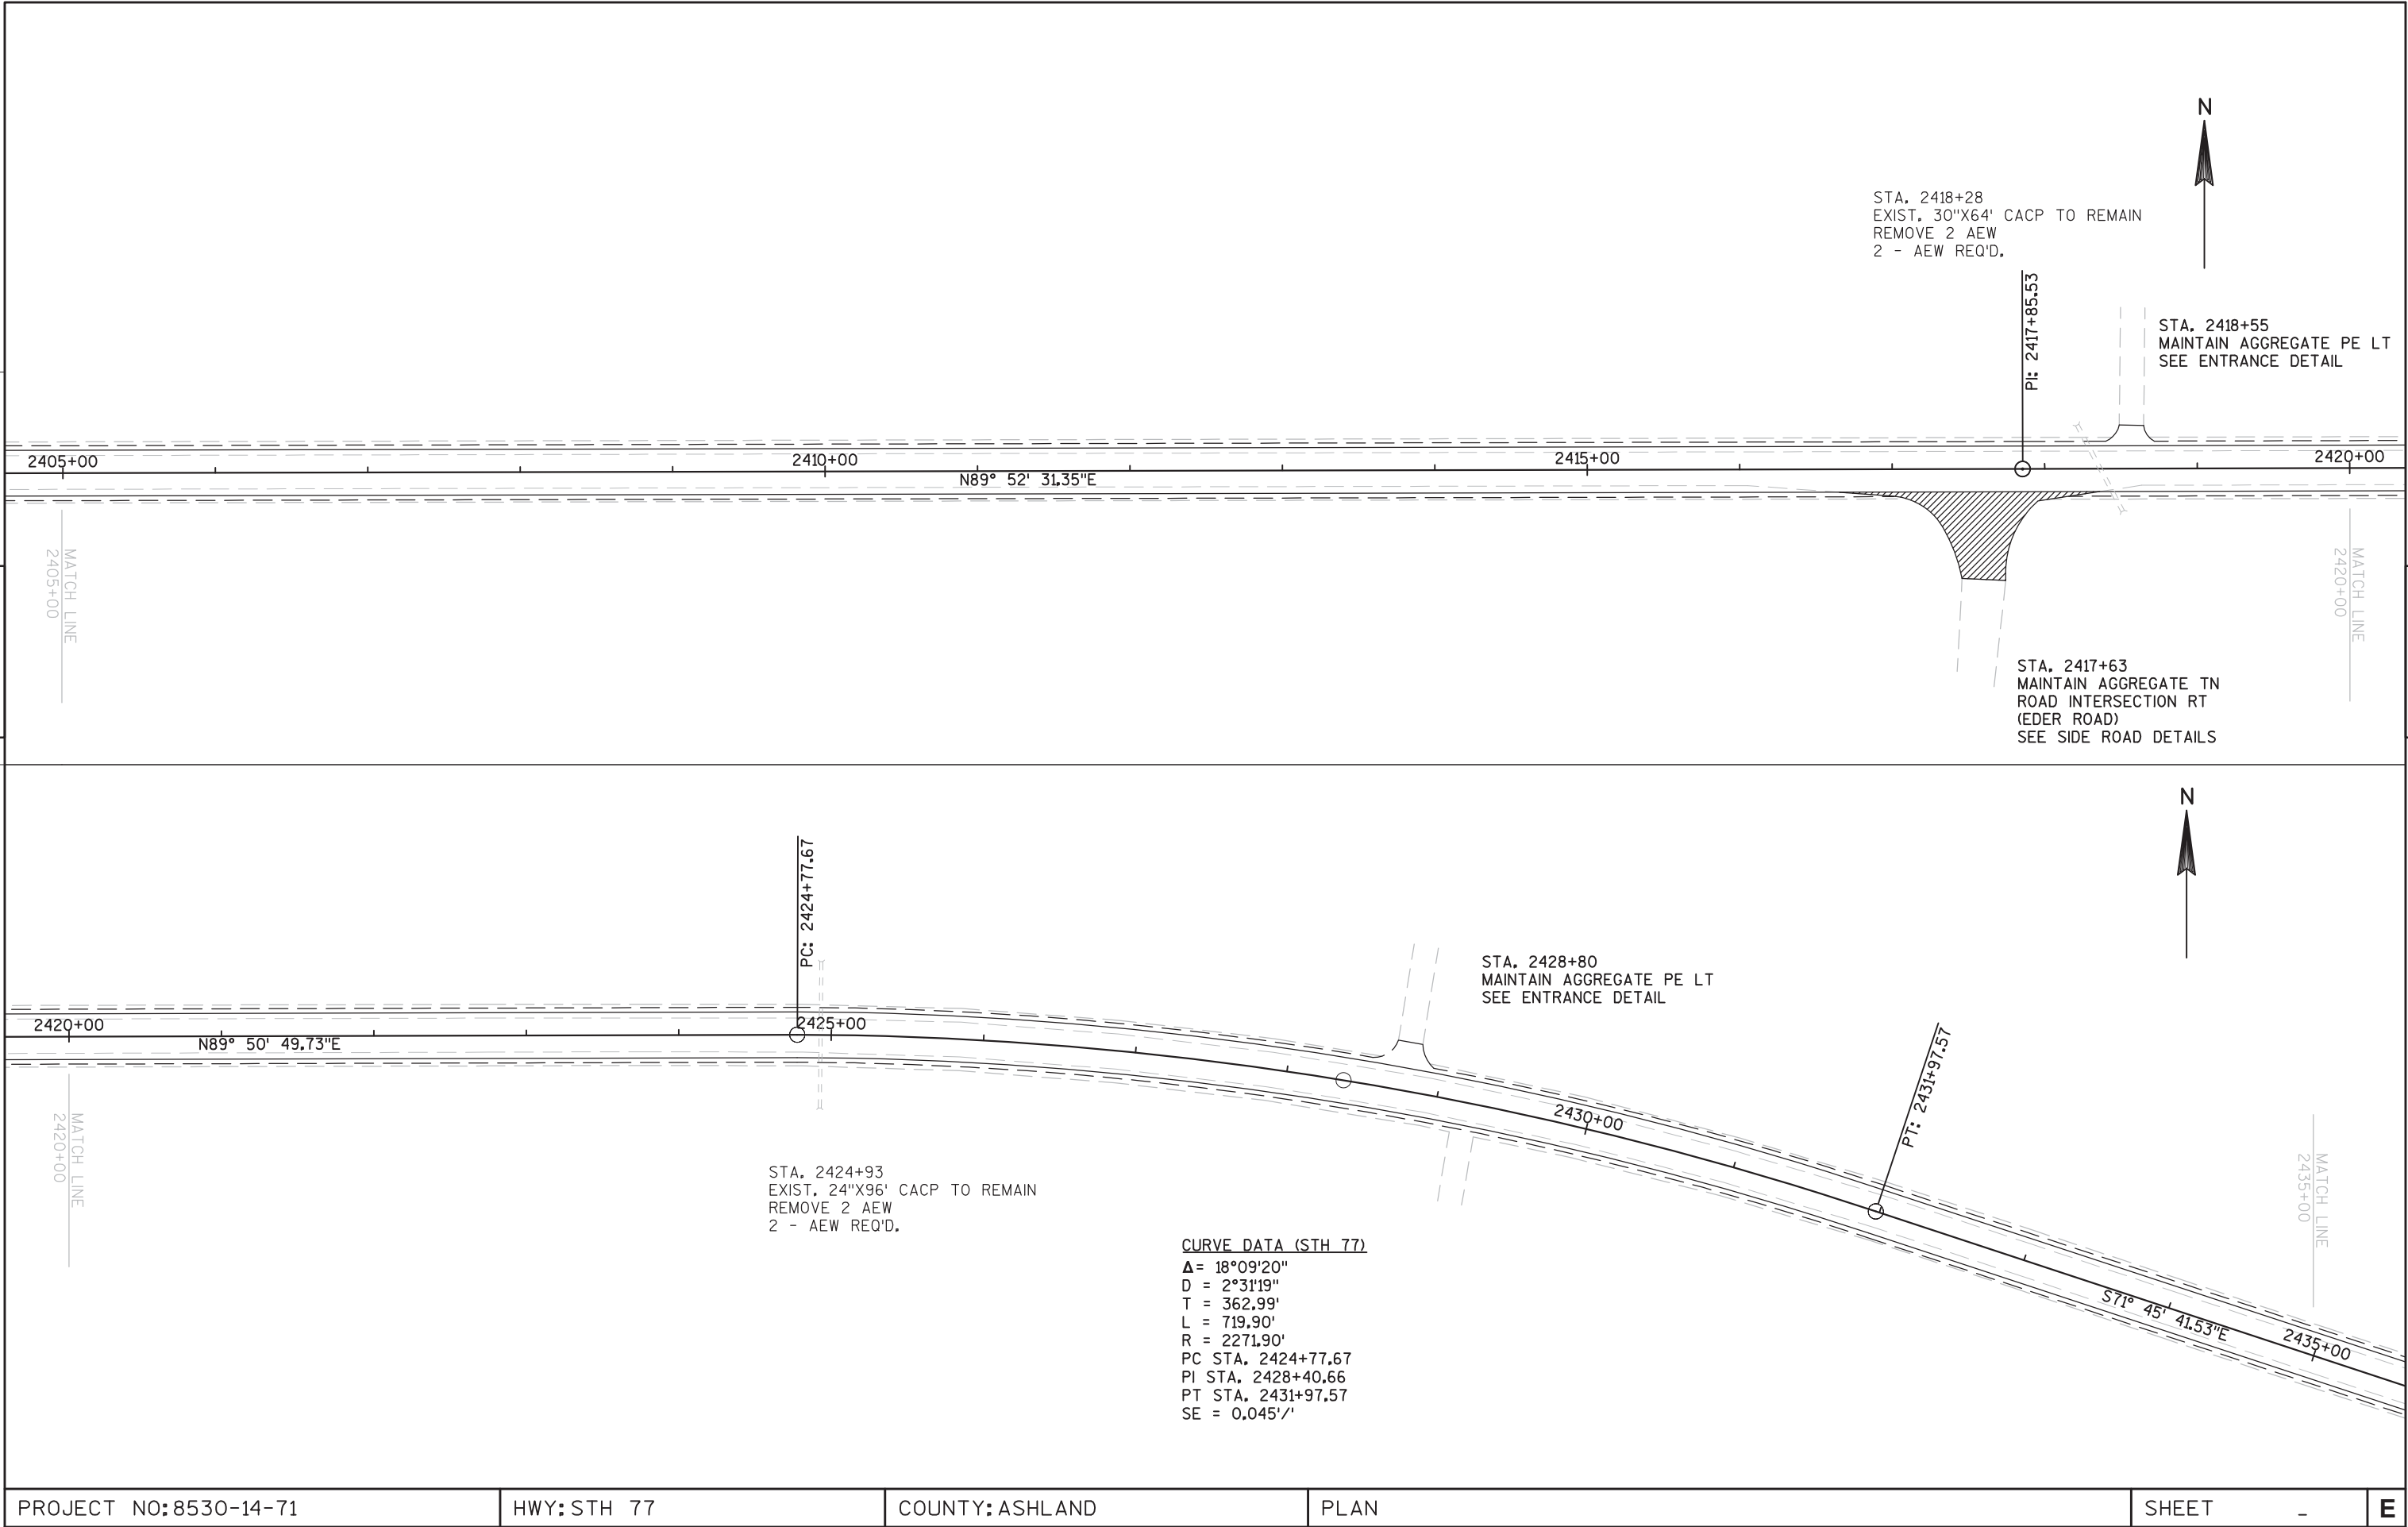 N
STA. 2418+28
EXIST. 30"X64' CACP TO REMAIN
REMOVE 2 AEW
2 - AEW REQ'D.
PI: 2417+85.53
STA. 2418+55
MAINTAIN AGGREGATE PE LT
SEE ENTRANCE DETAIL
2405+00
2410+00
2415+00
2420+00
N89° 52' 31.35"E
MATCH LINE
2405+00
MATCH LINE
2420+00
STA. 2417+63
MAINTAIN AGGREGATE TN
ROAD INTERSECTION RT
(EDER ROAD)
SEE SIDE ROAD DETAILS
N
PC: 2424+77.67
STA. 2428+80
MAINTAIN AGGREGATE PE LT
SEE ENTRANCE DETAIL
2420+00
2425+00
N89° 50' 49.73"E
PT: 2431+97.57
2430+00
MATCH LINE
2420+00
STA. 2424+93
EXIST. 24"X96' CACP TO REMAIN
REMOVE 2 AEW
2 - AEW REQ'D.
MATCH LINE
2435+00
S71° 45' 41.53"E
2435+00
CURVE DATA (STH 77)
Δ= 18°09'20"
D = 2°31'19"
T = 362.99'
L = 719.90'
R = 2271.90'
PC STA. 2424+77.67
PI STA. 2428+40.66
PT STA. 2431+97.57
SE = 0.045'/'
PROJECT NO:8530-14-71
HWY:STH 77
COUNTY:ASHLAND
PLAN
SHEET _
E